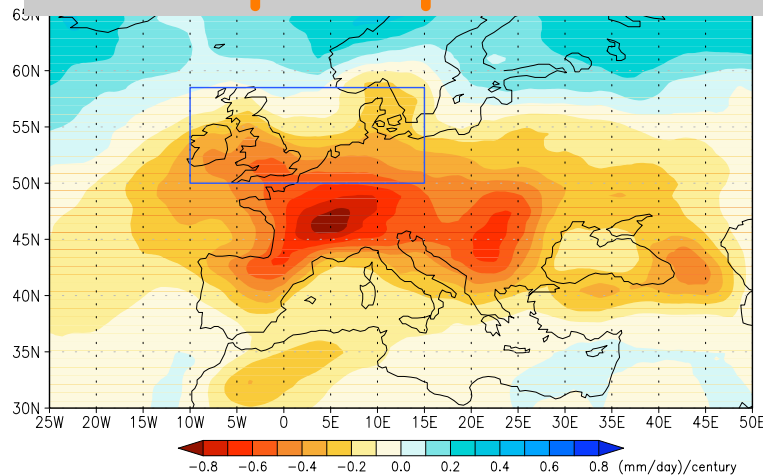 65N
60N
55N
50N
45N
40N
35N
30N
25W 20W 15W 10W 5W 0 5E 10E 15E 20E 25E 30E 35E 40E 45E 50E
−0.8 −0.6 −0.4 −0.2 0.0 0.2 0.4 0.6 0.8 (mm/day)/century